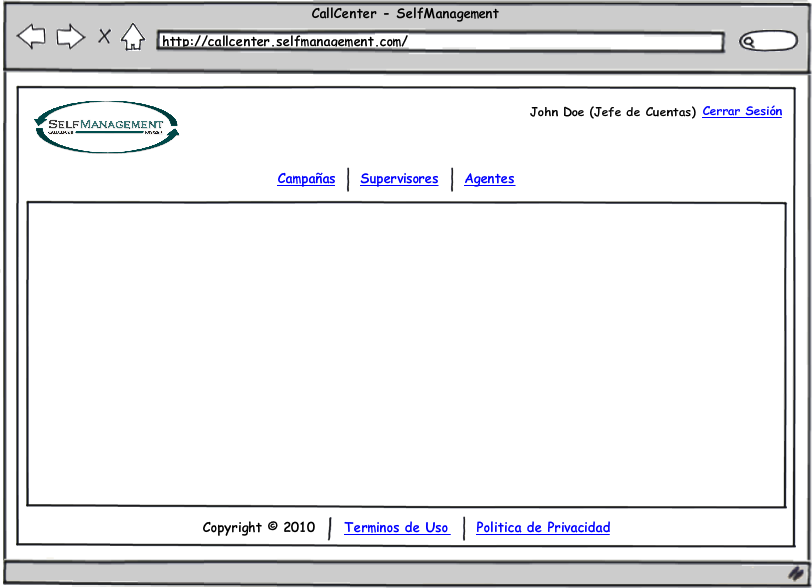 CallCenter - SelfManagement
http://callcenter.selfmanagement.com/
SELFMANAGEMENT
John Doe (Jefe de Cuentas) Cerrar Sesión
Campañas Supervisores Agentes
Copyright © 2010 Terminos de Uso Politica de Privacidad